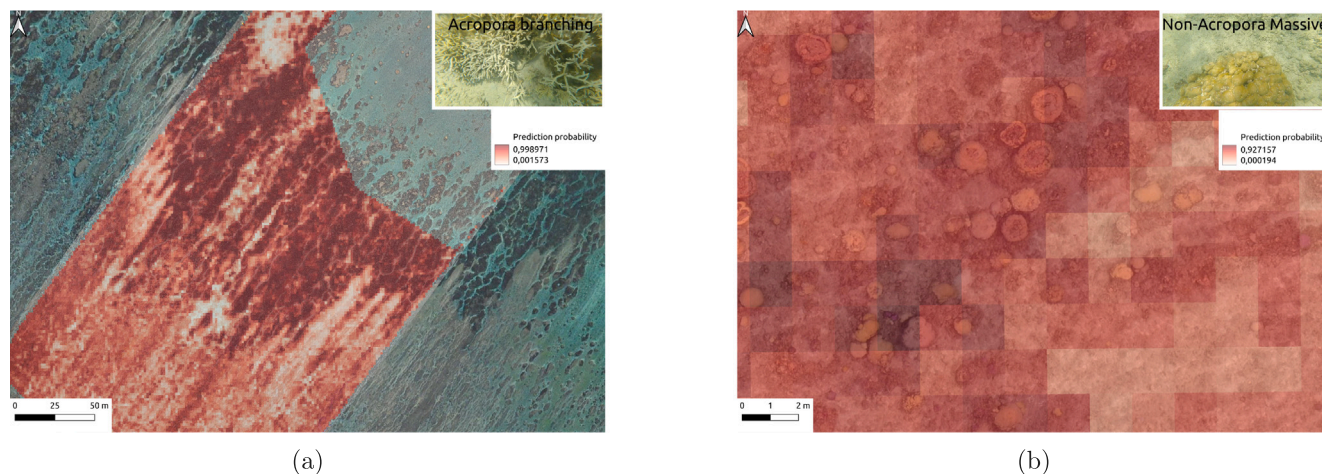 N
Acropora branching
Prediction probability
0,998971
0,001573
0 25 50 m
(a)
N
Non-Acropora Massive
Prediction probability
0,927157
0,000194
0 1 2 m
(b)